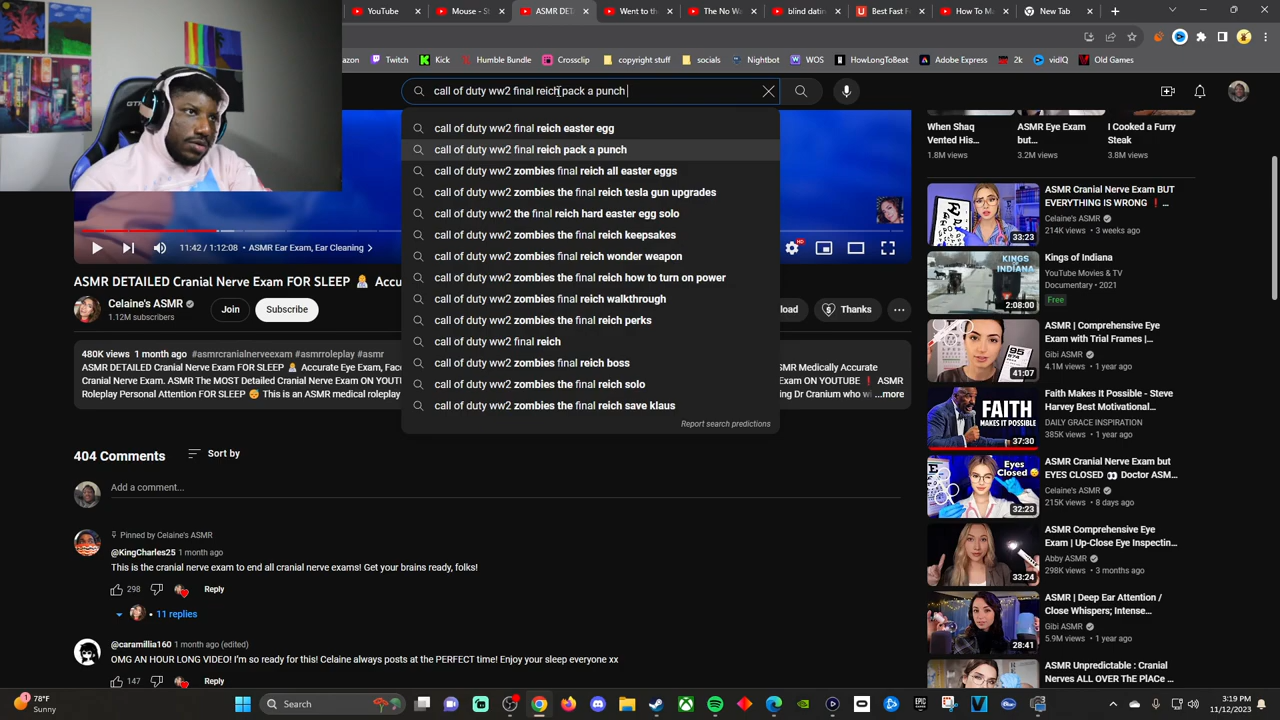 YouTube
Mouse - S
ASMR DET
Went to th
The No Wa
blind datin
Best Fast F
How To M
New Tab
azon
Twitch
Kick
Humble Bundle
Crossclip
copyright stuff
socials
Nightbot
WOS
HowLongToBeat
Adobe Express
2k
vidIQ
Old Games
call of duty ww2 final reich pack a punch
call of duty ww2 final reich easter egg
call of duty ww2 final reich pack a punch
call of duty ww2 zombies the final reich all easter eggs
call of duty ww2 zombies the final reich tesla gun upgrades
call of duty ww2 the final reich hard easter egg solo
call of duty ww2 zombies the final reich keepsakes
call of duty ww2 zombies the final reich wonder weapon
call of duty ww2 zombies the final reich how to turn on power
call of duty ww2 zombies the final reich walkthrough
call of duty ww2 zombies the final reich perks
call of duty ww2 final reich
call of duty ww2 zombies final reich boss
call of duty ww2 zombies the final reich solo
call of duty ww2 zombies the final reich save klaus
Report search predictions
11:42 / 1:12:08 • ASMR Ear Exam, Ear Cleaning
HD
ASMR DETAILED Cranial Nerve Exam FOR SLEEP
Celaine's ASMR
1.12M subscribers
Join
Subscribe
load
Thanks
480K views 1 month ago #asmrcranialnerveexam #asmrroleplay #asmr
ASMR DETAILED Cranial Nerve Exam FOR SLEEP Accurate Eye Exam, Fac
MR Medically Accurate
Cranial Nerve Exam. ASMR The MOST Detailed Cranial Nerve Exam ON YOUT
xam ON YOUTUBE ❗ ASMR
Roleplay Personal Attention FOR SLEEP 😴 This is an ASMR medical roleplay
ng Dr Cranium who wi ...more
404 Comments
Sort by
Add a comment...
Pinned by Celaine's ASMR
@KingCharles25 1 month ago
This is the cranial nerve exam to end all cranial nerve exams! Get your brains ready, folks!
298
Reply
11 replies
@caramillia160 1 month ago (edited)
OMG AN HOUR LONG VIDEO! I'm so ready for this! Celaine always posts at the PERFECT time! Enjoy your sleep everyone xx
147
Reply
When Shaq
Vented His...
1.8M views
ASMR Eye Exam
but...
3.2M views
I Cooked a Furry
Steak
3.8M views
33:23
ASMR Cranial Nerve Exam BUT
EVERYTHING IS WRONG ❗ ...
Celaine's ASMR
214K views • 3 weeks ago
KINGS of
INDIANA
2:08:00
Kings of Indiana
YouTube Movies & TV
Documentary • 2021
Free
41:07
ASMR | Comprehensive Eye
Exam with Trial Frames |...
Gibi ASMR
4.1M views • 1 year ago
FAITH
MAKES IT POSSIBLE
37:30
Faith Makes It Possible - Steve
Harvey Best Motivational...
DAILY GRACE INSPIRATION
385K views • 1 year ago
Eyes
Closed
32:23
ASMR Cranial Nerve Exam but
EYES CLOSED 👀 Doctor ASM...
Celaine's ASMR
215K views • 8 days ago
33:24
ASMR Comprehensive Eye
Exam | Up-Close Eye Inspectin...
Abby ASMR
298K views • 3 months ago
28:41
ASMR | Deep Ear Attention /
Close Whispers; Intense...
Gibi ASMR
5.9M views • 1 year ago
ASMR Unpredictable : Cranial
Nerves ALL OVER ThE PlACe ...
78°F
Sunny
Search
3:19 PM
11/12/2023